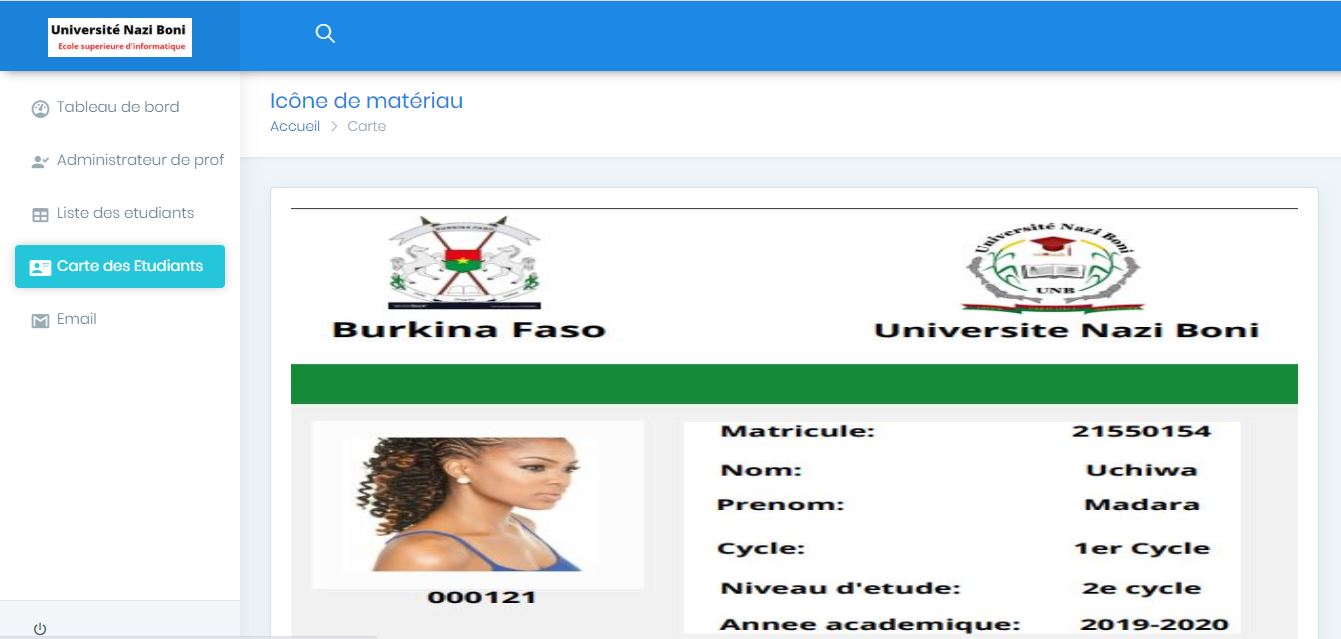 Université Nazi Boni
Ecole superieure d'informatique
Icône de matériau
Accueil > Carte
Tableau de bord
Administrateur de prof
Liste des etudiants
Carte des Etudiants
Email
BURKINA FASO
Burkina Faso
Université Nazi Boni
UNB
Universite Nazi Boni
Matricule: 21550154
Nom: Uchiwa
Prenom: Madara
Cycle: 1er Cycle
Niveau d'etude: 2e cycle
Annee academique: 2019-2020
000121